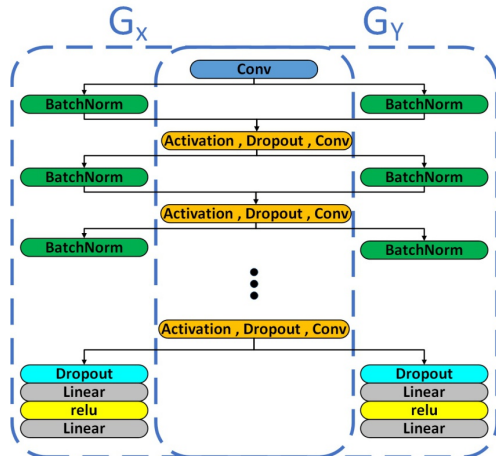 Gx GY
Conv
BatchNorm BatchNorm
Activation , Dropout , Conv
BatchNorm BatchNorm
Activation , Dropout , Conv
BatchNorm BatchNorm
Activation , Dropout , Conv
Dropout Dropout
Linear Linear
relu relu
Linear Linear